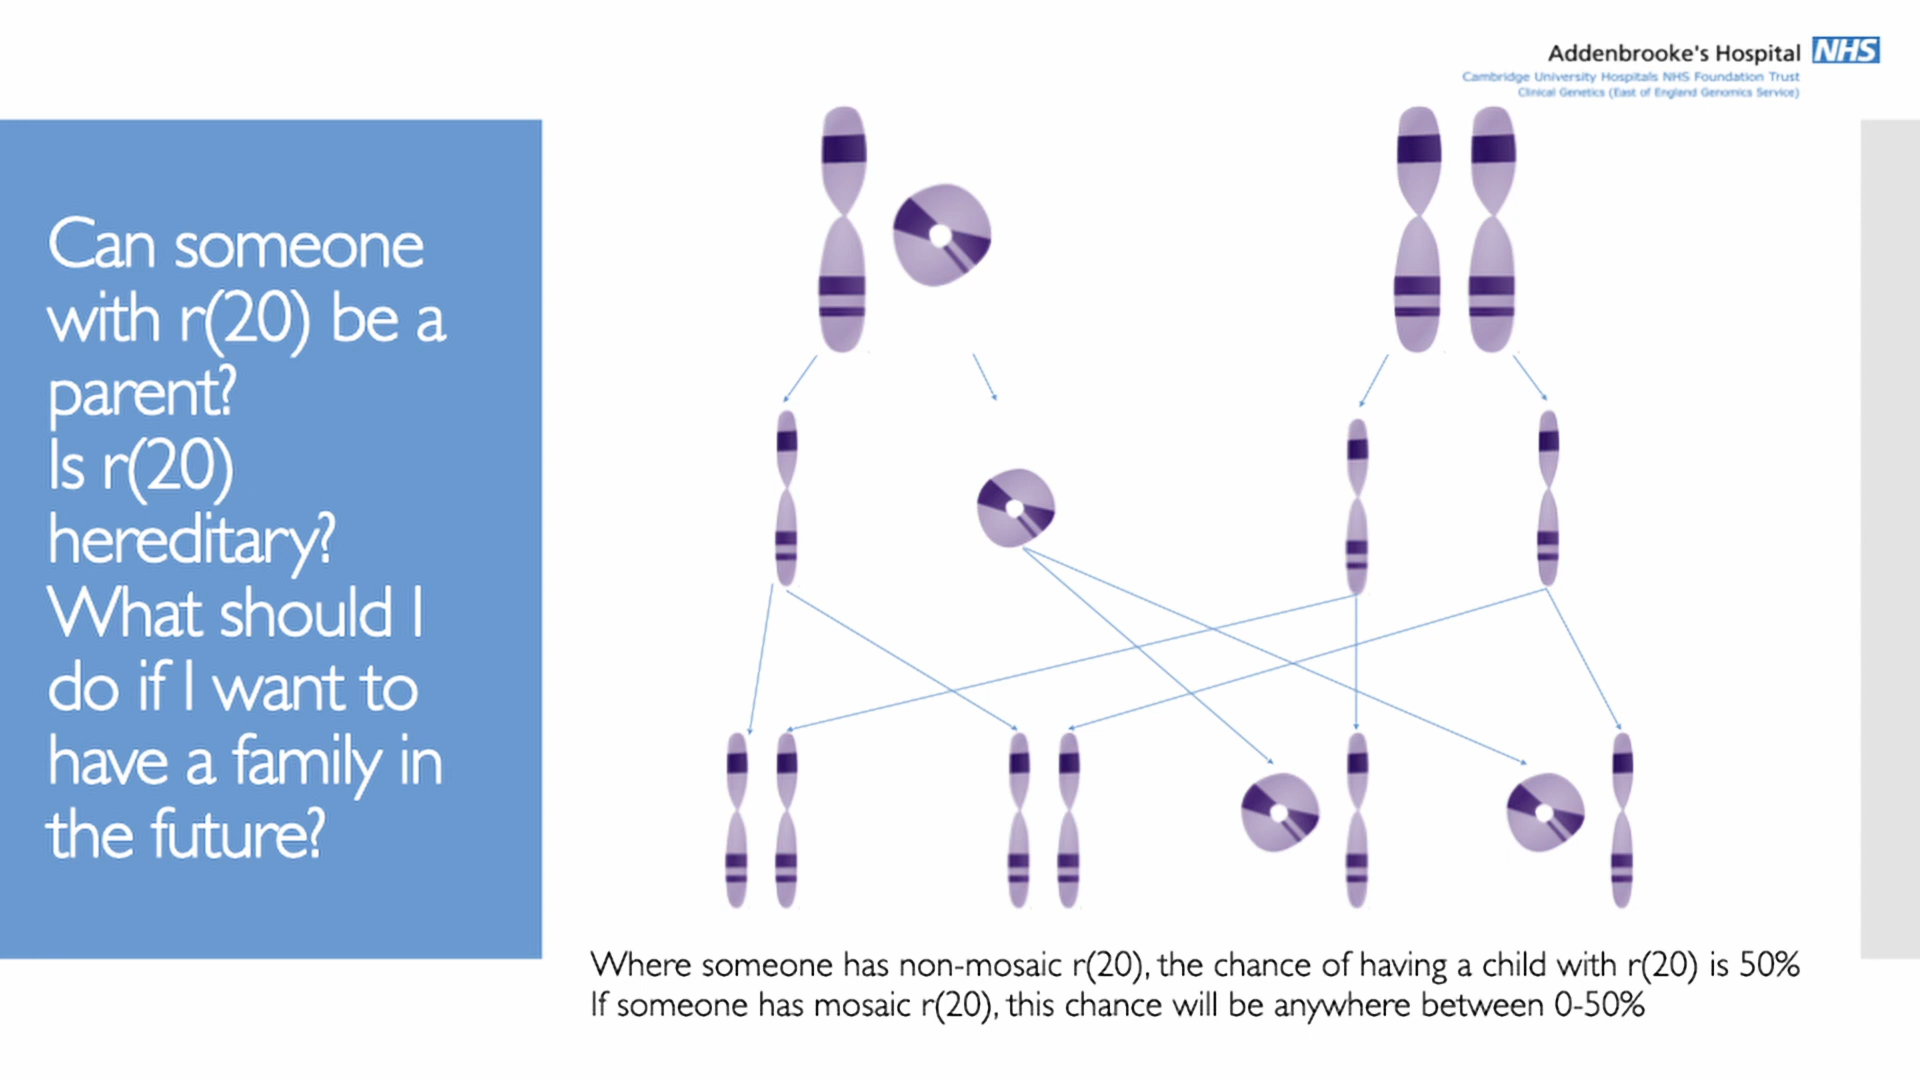 Addenbrooke's Hospital NHS
Cambridge University Hospitals NHS Foundation Trust
Clinical Genetics (East of England Genomics Service)
Can someone
with r(20) be a
parent?
Is r(20)
hereditary?
What should I
do if I want to
have a family in
the future?
Where someone has non-mosaic r(20), the chance of having a child with r(20) is 50%
If someone has mosaic r(20), this chance will be anywhere between 0-50%